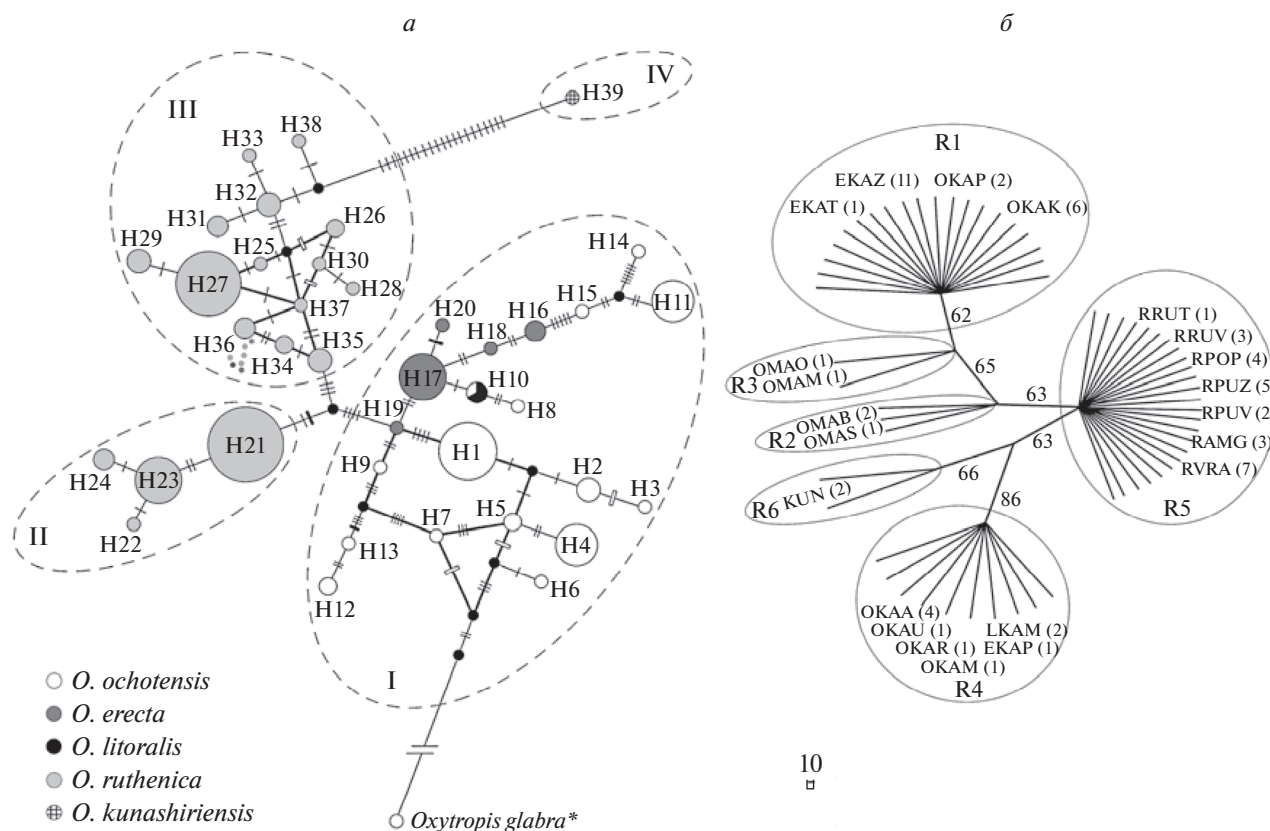 а
б
IV
H39
III
H33
H38
H32
H31
H26
H29
H25
H30
H27
H28
H37
H36
H34
H35
H14
H15
H11
H20
H16
H18
H17
H10
H8
H19
H21
H1
H24
H23
H22
II
H9
H2
H3
H7
H5
H4
H13
H6
H12
I
O. ochotensis
O. erecta
O. litoralis
O. ruthenica
O. kunashiriensis
Oxytropis glabra*
R1
EKAZ (11)
OKAP (2)
EKAT (1)
OKAK (6)
62
OMAO (1)
R3
OMAM (1)
65
63
OMAB (2)
R2
OMAS (1)
63
RRUT (1)
RRUV (3)
RPOP (4)
RPUZ (5
RPUV (2
RAMG (3)
RVRA (7)
R5
66
R6
KUN (2)
86
OKAA (4)
LKAM (2)
OKAU (1)
EKAP (1)
OKAR (1)
OKAM (1)
R4
10